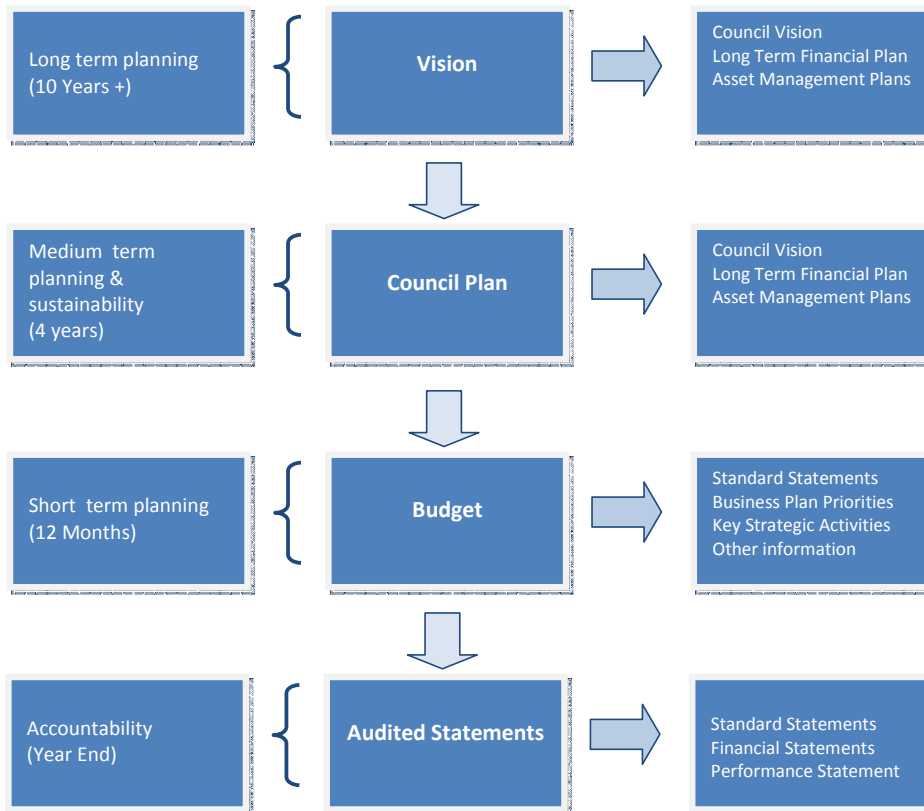 Long term planning
(10 Years +)
Vision
Council Vision
Long Term Financial Plan
Asset Management Plans
Medium term
planning &
sustainability
(4 years)
Council Plan
Council Vision
Long Term Financial Plan
Asset Management Plans
Short term planning
(12 Months)
Budget
Standard Statements
Business Plan Priorities
Key Strategic Activities
Other information
Accountability
(Year End)
Audited Statements
Standard Statements
Financial Statements
Performance Statement